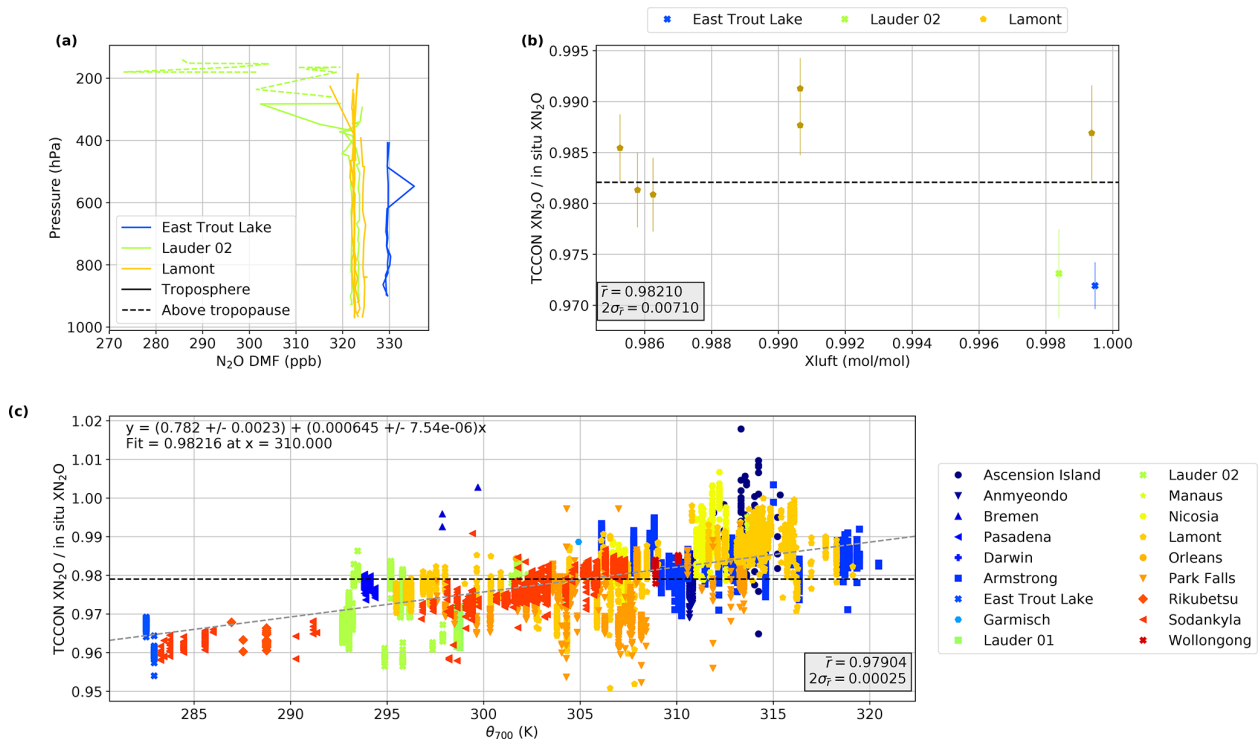 East Trout Lake Lauder 02 Lamont
(a)
200
400
600
800
1000
Pressure (hPa)
East Trout Lake
Lauder 02
Lamont
Troposphere
Above tropopause
270 280 290 300 310 320 330
N₂O DMF (ppb)
(b)
0.995
0.990
0.985
0.980
0.975
0.970
TCCON XN₂O / in situ XN₂O
r̅ = 0.98210
2σr̅ = 0.00710
0.986 0.988 0.990 0.992 0.994 0.996 0.998 1.000
Xluft (mol/mol)
(c)
1.02
1.01
1.00
0.99
0.98
0.97
0.96
0.95
TCCON XN₂O / in situ XN₂O
y = (0.782 +/- 0.0023) + (0.000645 +/- 7.54e-06)x
Fit = 0.98216 at x = 310.000
r̅ = 0.97904
2σr̅ = 0.00025
285 290 295 300 305 310 315 320
θ₇₀₀ (K)
Ascension Island
Anmyeondo
Bremen
Pasadena
Darwin
Armstrong
East Trout Lake
Garmisch
Lauder 01
Lauder 02
Manaus
Nicosia
Lamont
Orleans
Park Falls
Rikubetsu
Sodankyla
Wollongong